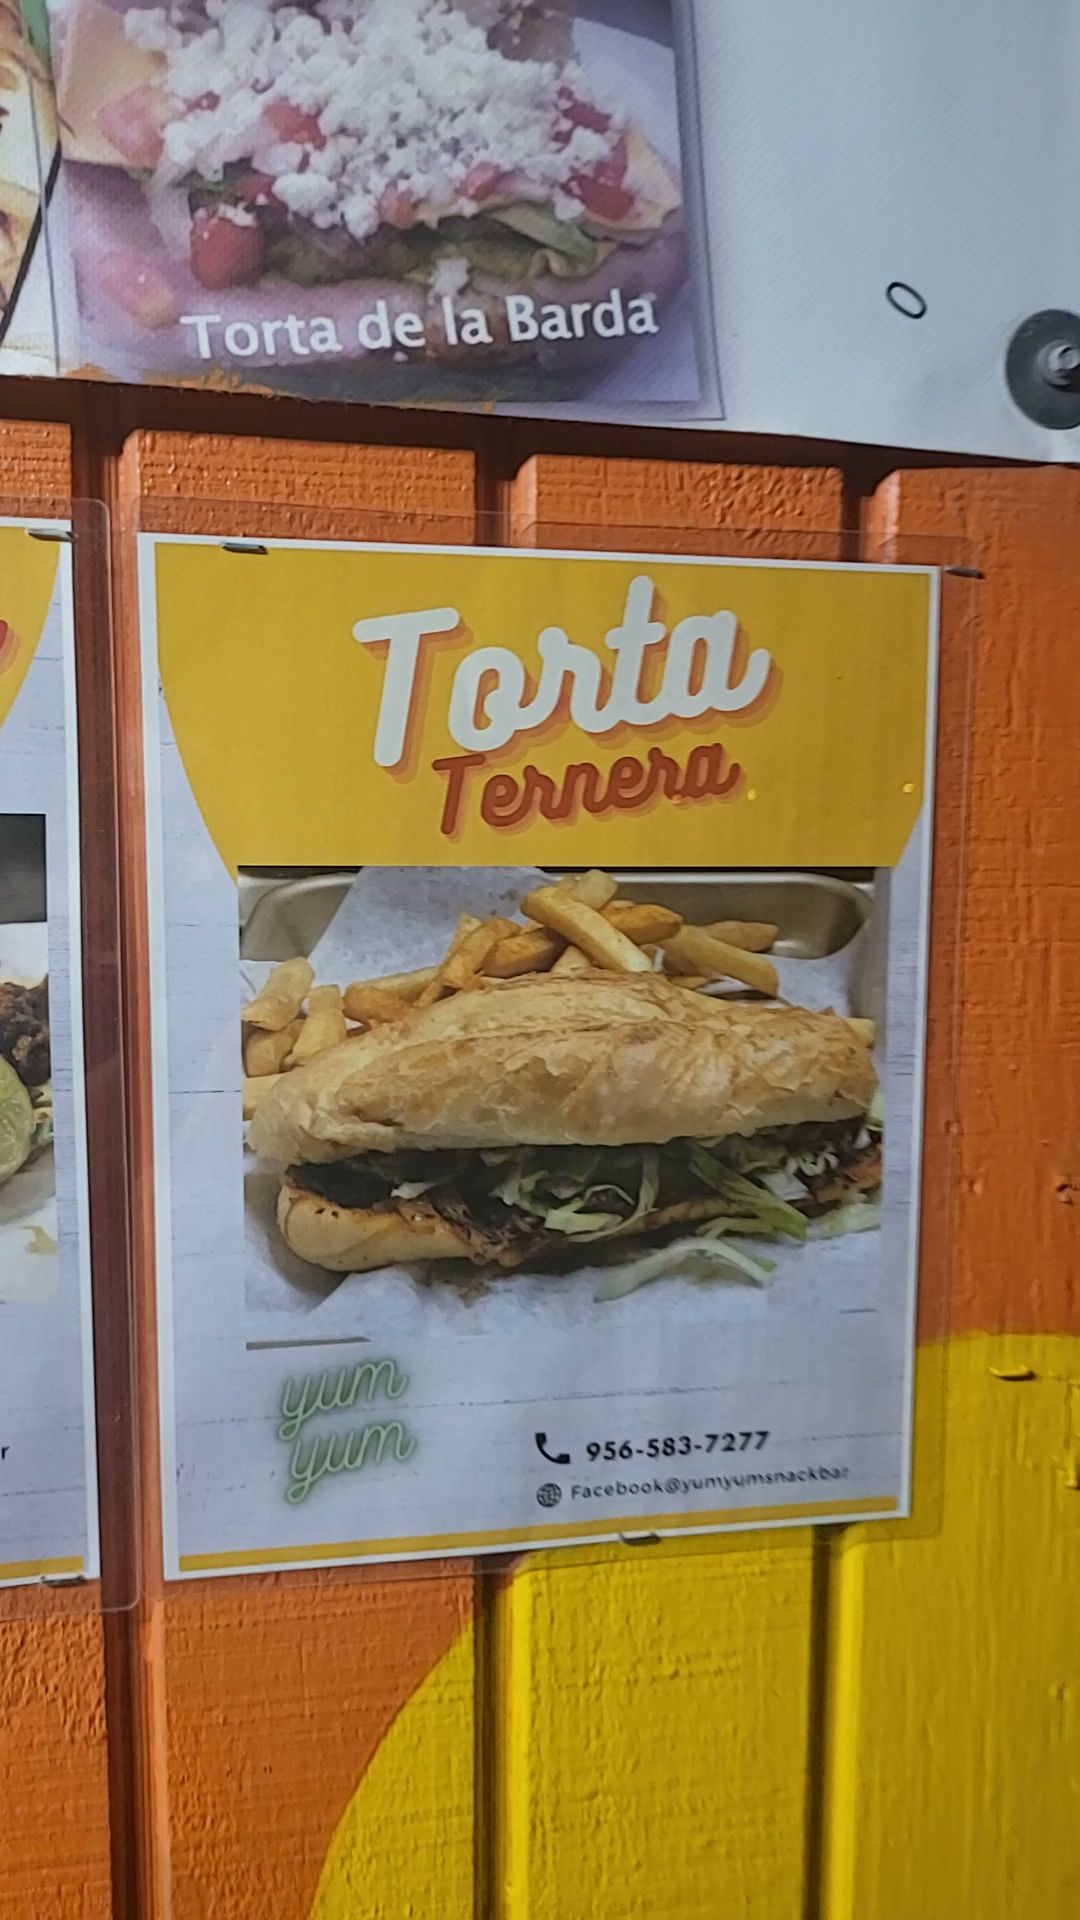 Torta de la Barda
Torta
Ternera
yum
yum
956-583-7277
Facebook@yumyumsnackbar
r